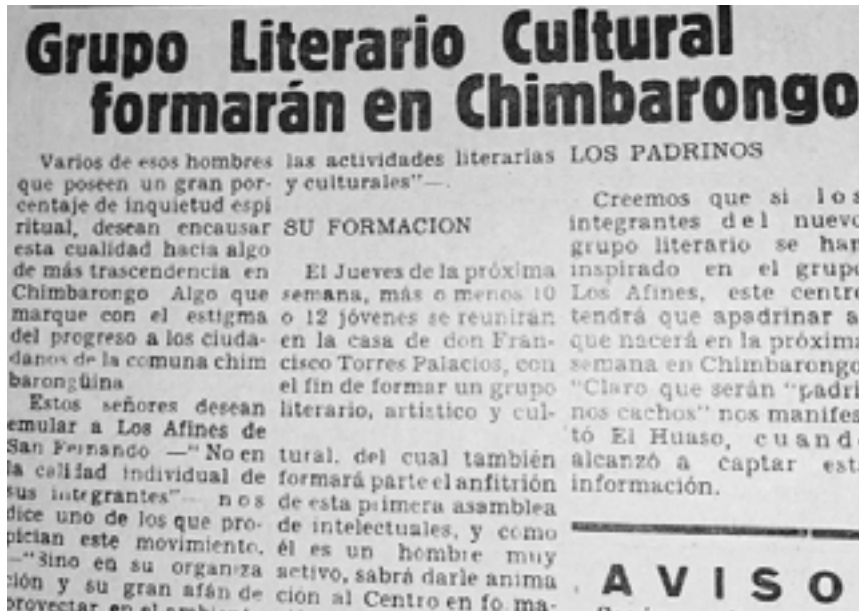 Grupo Literario Cultural
formarán en Chimbarongo
Varios de esos hombres
que poseen un gran por-
centaje de inquietud espi
ritual, desean encausar
esta cualidad hacia algo
de más trascendencia en
Chimbarongo Algo que
marque con el estigma
del progreso a los ciuda-
danos de la comuna chim
barongüina
Estos señores desean
emular a Los Afines de
San Fernando —"No en
la calidad individual de
sus integrantes"— nos
dice uno de los que pro-
pician este movimiento.
—"Sino en su organiza
ción y su gran afán de
proyectar en el
las actividades literarias
y culturales"—.
SU FORMACION
El Jueves de la próxima
semana, más o menos 10
o 12 jóvenes se reunirán
en la casa de don Fran-
cisco Torres Palacios, con
el fin de formar un grupo
literario, artístico y cul-
tural, del cual también
formará parte el anfitrión
de esta primera asamblea
de intelectuales, y como
él es un hombre muy
activo, sabrá darle anima
ción al Centro en fo ma-
LOS PADRINOS
Creemos que si los
integrantes del nuevo
grupo literario se han
inspirado en el grupo
Los Afines, este centro
tendrá que apadrinar a
que nacerá en la próxima
semana en Chimbarongo
"Claro que serán "padri
nos cachos" nos manifes
tó El Huaso, cuando
alcanzó a captar esta
información.
AVISO